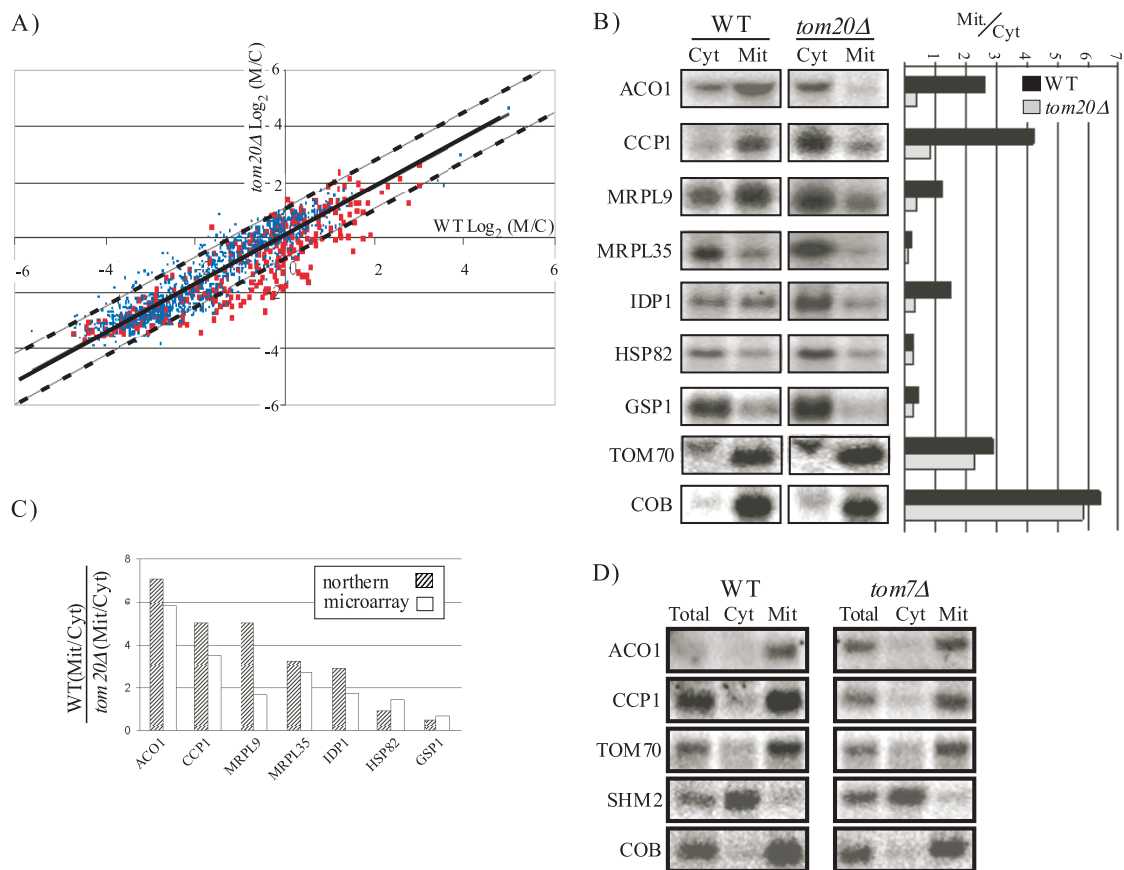 A)
tom20Δ Log2 (M/C)
WT Log2 (M/C)
6
4
2
-2
-4
-6
-6 -4 -2 0 2 4 6
B)
WT tom20Δ
Cyt Mit Cyt Mit
Mit./Cyt
1 2 3 4 5 6 7
WT
tom20Δ
ACO1
CCP1
MRPL9
MRPL35
IDP1
HSP82
GSP1
TOM70
COB
C)
WT(Mit/Cyt)
tom 20Δ(Mit/Cyt)
8
6
4
2
0
northern
microarray
ACO1 CCP1 MRPL9 MRPL35 IDP1 HSP82 GSP1
D)
WT tom7Δ
Total Cyt Mit Total Cyt Mit
ACO1
CCP1
TOM70
SHM2
COB